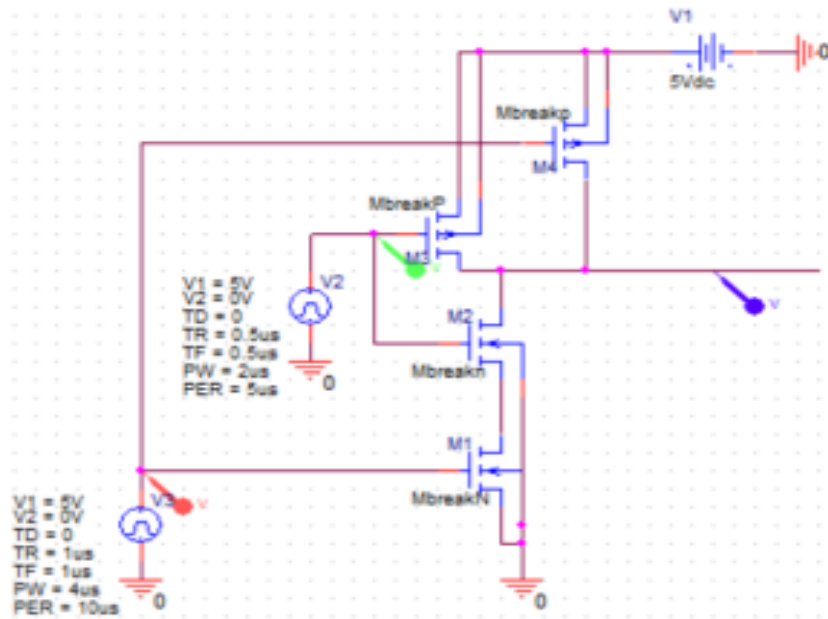 V1
0
5Vdc
Mbreakp
M4
MbreakP
M3
V
V
V1 = 5V
V2 = 0V
TD = 0
TR = 0.5us
TF = 0.5us
PW = 2us
PER = 5us
V2
0
M2
Mbreakn
M1
MbreakN
V1 = 5V
V2 = 0V
TD = 0
TR = 1us
TF = 1us
PW = 4us
PER = 10us
V3
V
0
0